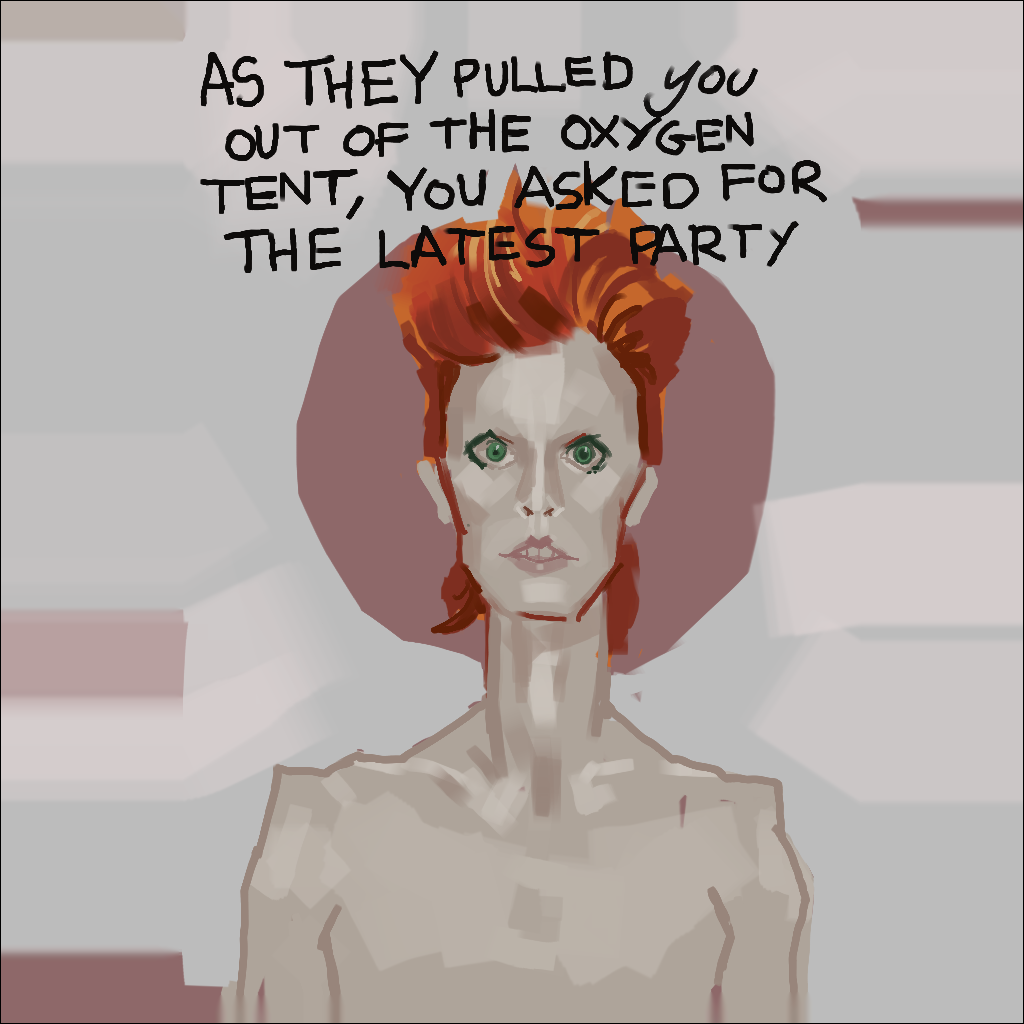 AS THEY PULLED YOU
OUT OF THE OXYGEN
TENT, YOU ASKED FOR
THE LATEST PARTY